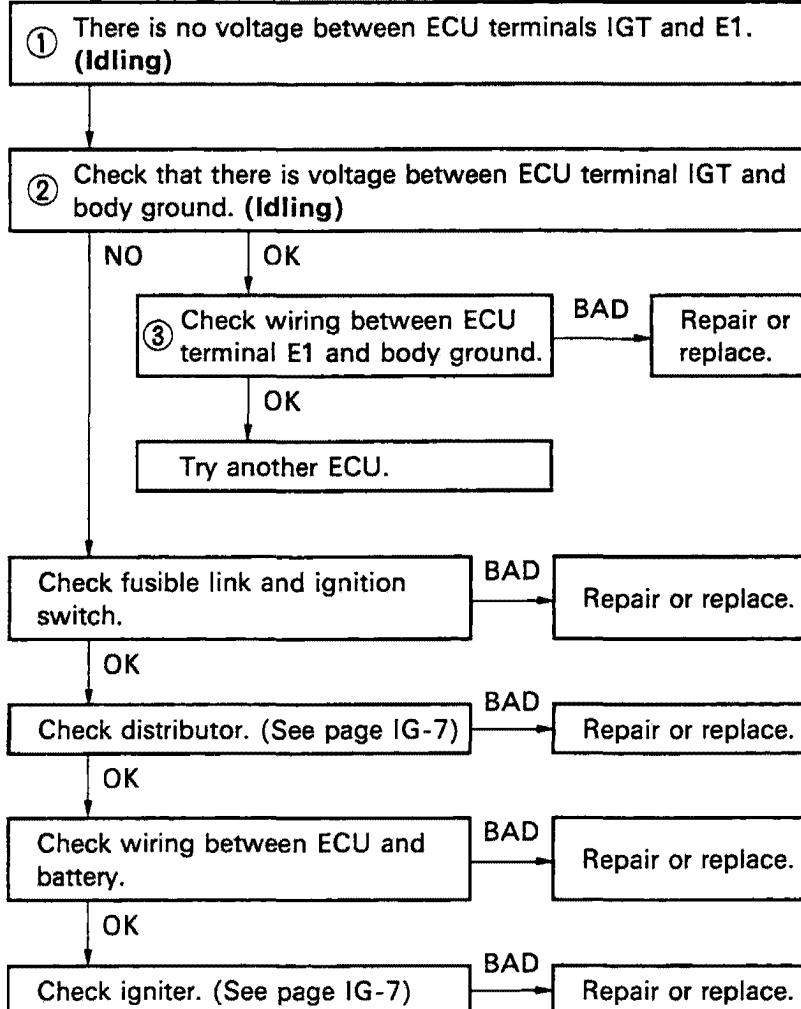 ① There is no voltage between ECU terminals IGT and E1.
(Idling)
② Check that there is voltage between ECU terminal IGT and
body ground. (Idling)
NO
OK
③ Check wiring between ECU
terminal E1 and body ground.
BAD
Repair or
replace.
OK
Try another ECU.
Check fusible link and ignition
switch.
BAD
Repair or replace.
OK
Check distributor. (See page IG-7)
BAD
Repair or replace.
OK
Check wiring between ECU and
battery.
BAD
Repair or replace.
OK
Check igniter. (See page IG-7)
BAD
Repair or replace.